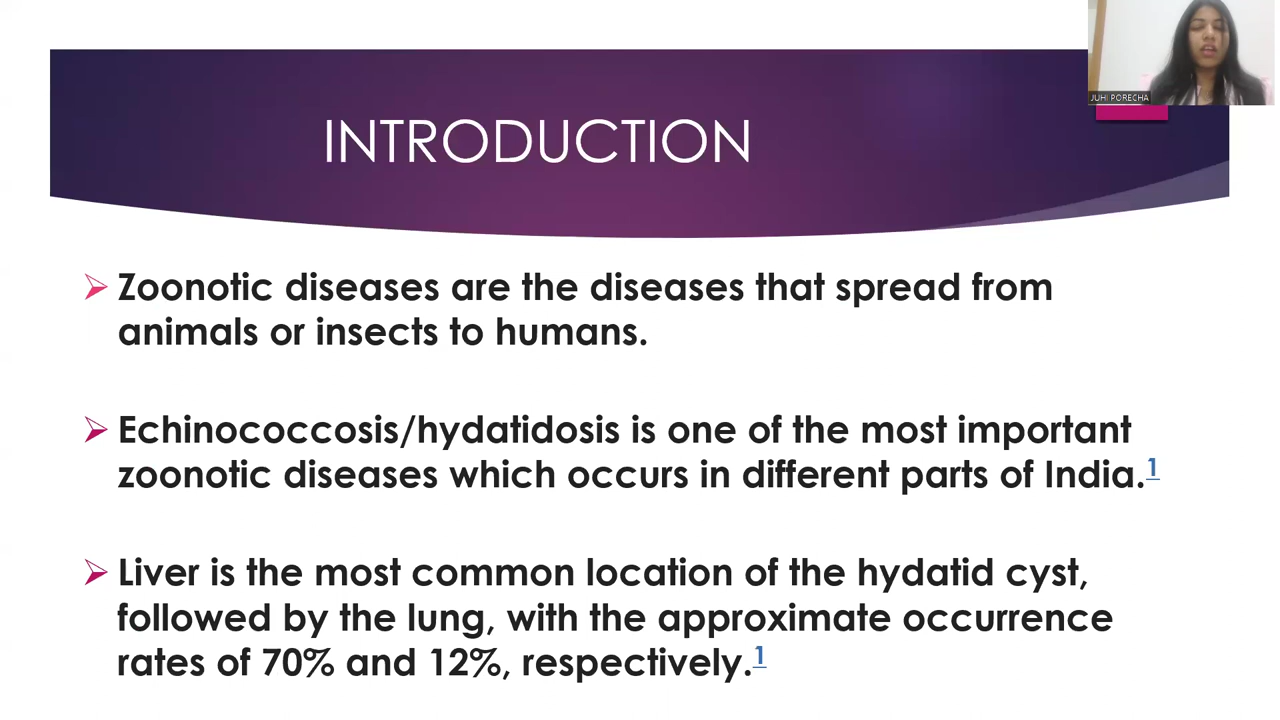 JUHI PORECHA
INTRODUCTION
Zoonotic diseases are the diseases that spread from
animals or insects to humans.
Echinococcosis/hydatidosis is one of the most important
zoonotic diseases which occurs in different parts of India.1
Liver is the most common location of the hydatid cyst,
followed by the lung, with the approximate occurrence
rates of 70% and 12%, respectively.1